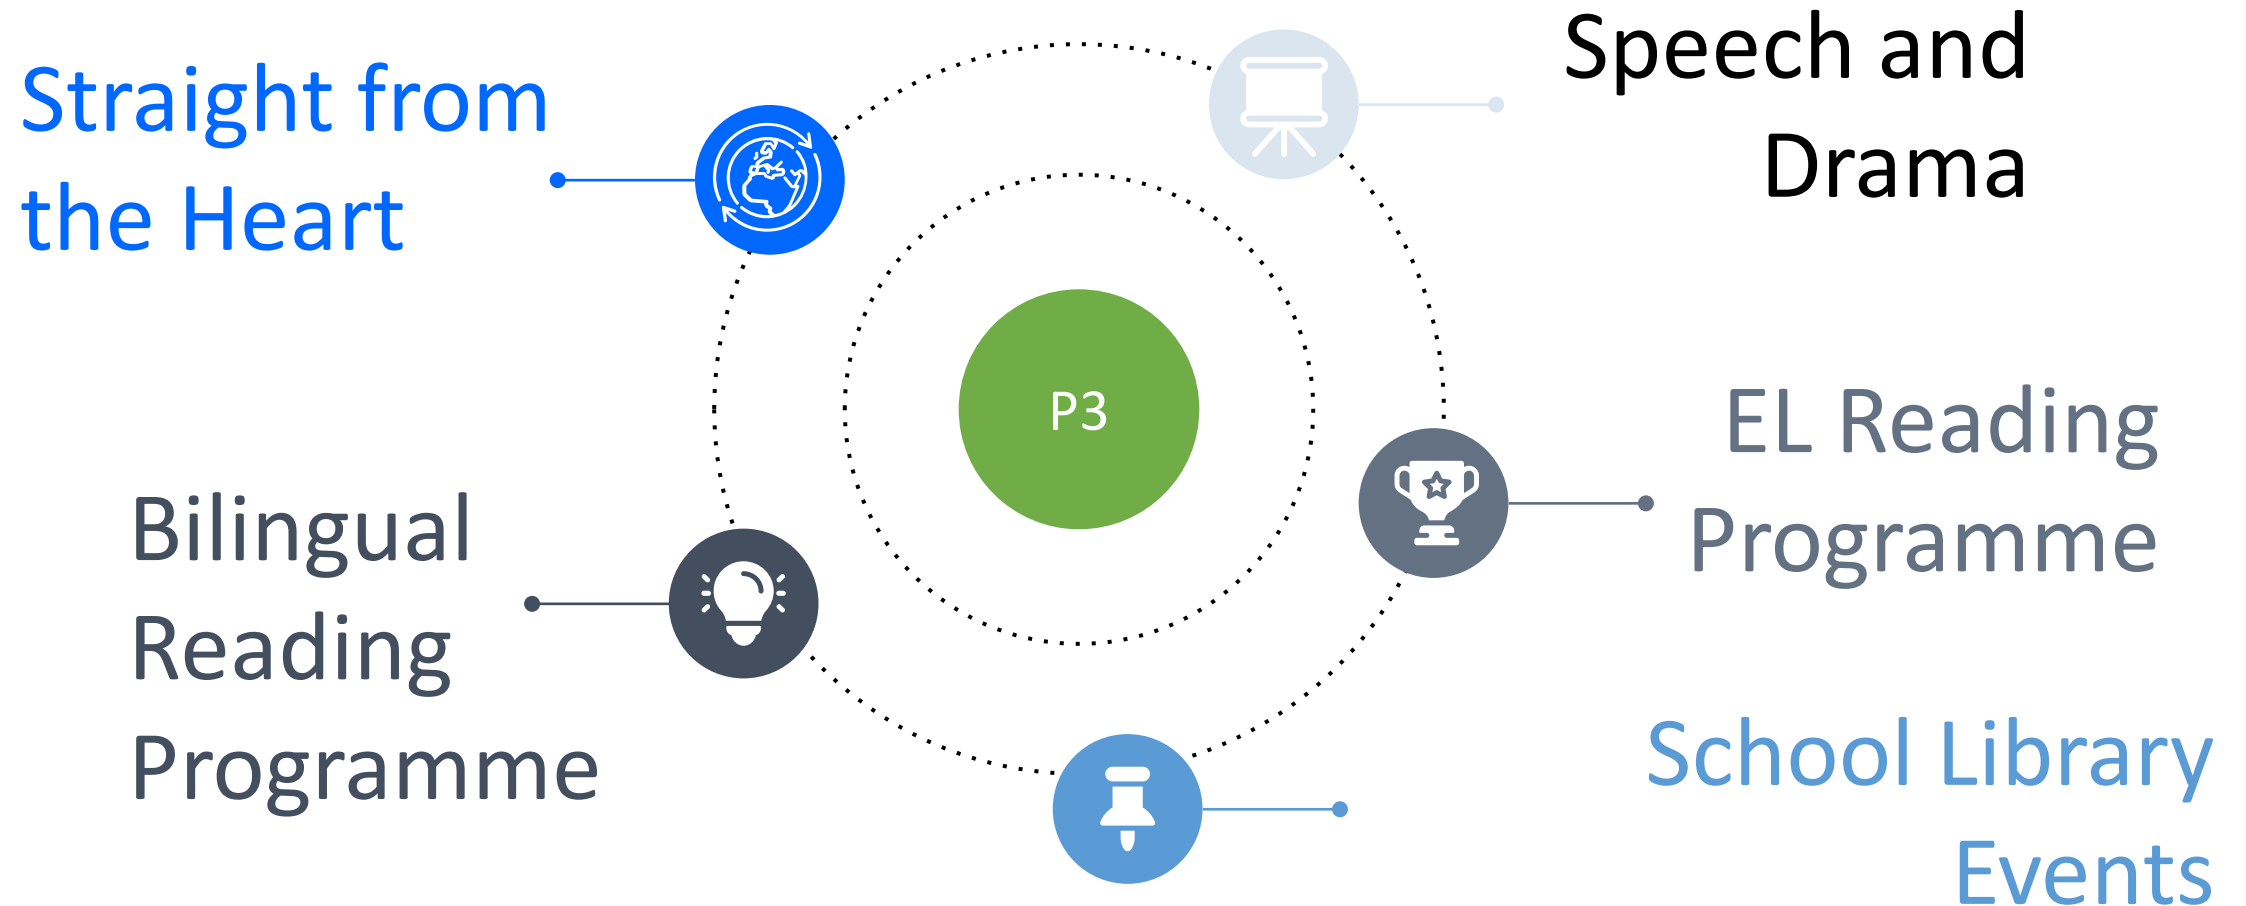 Straight from
the Heart
Speech and
Drama
P3
EL Reading
Programme
Bilingual
Reading
Programme
School Library
Events